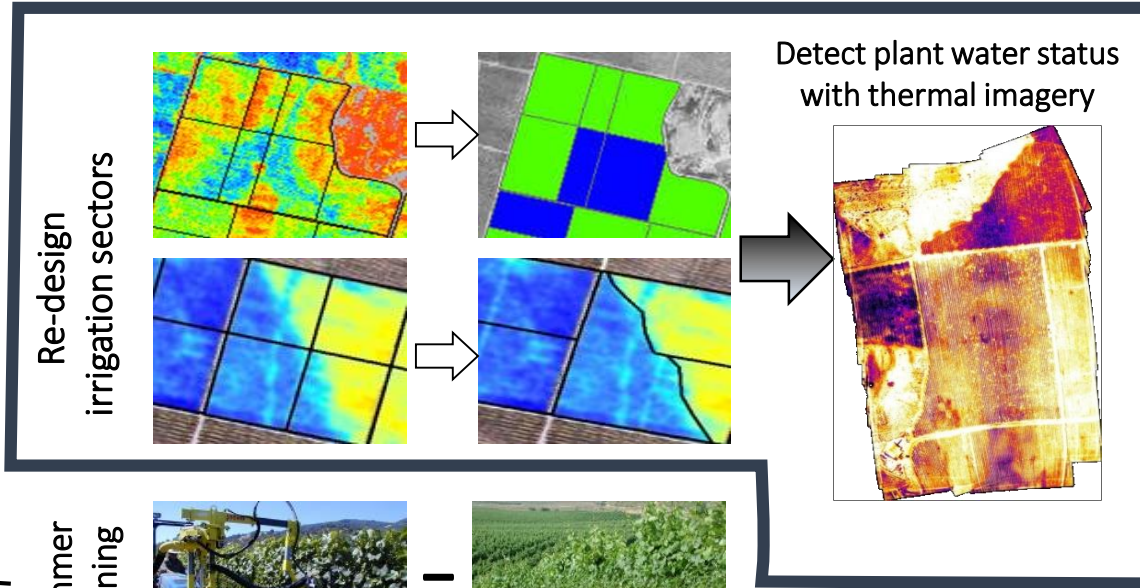 Detect plant water status
with thermal imagery
Re-design
irrigation sectors